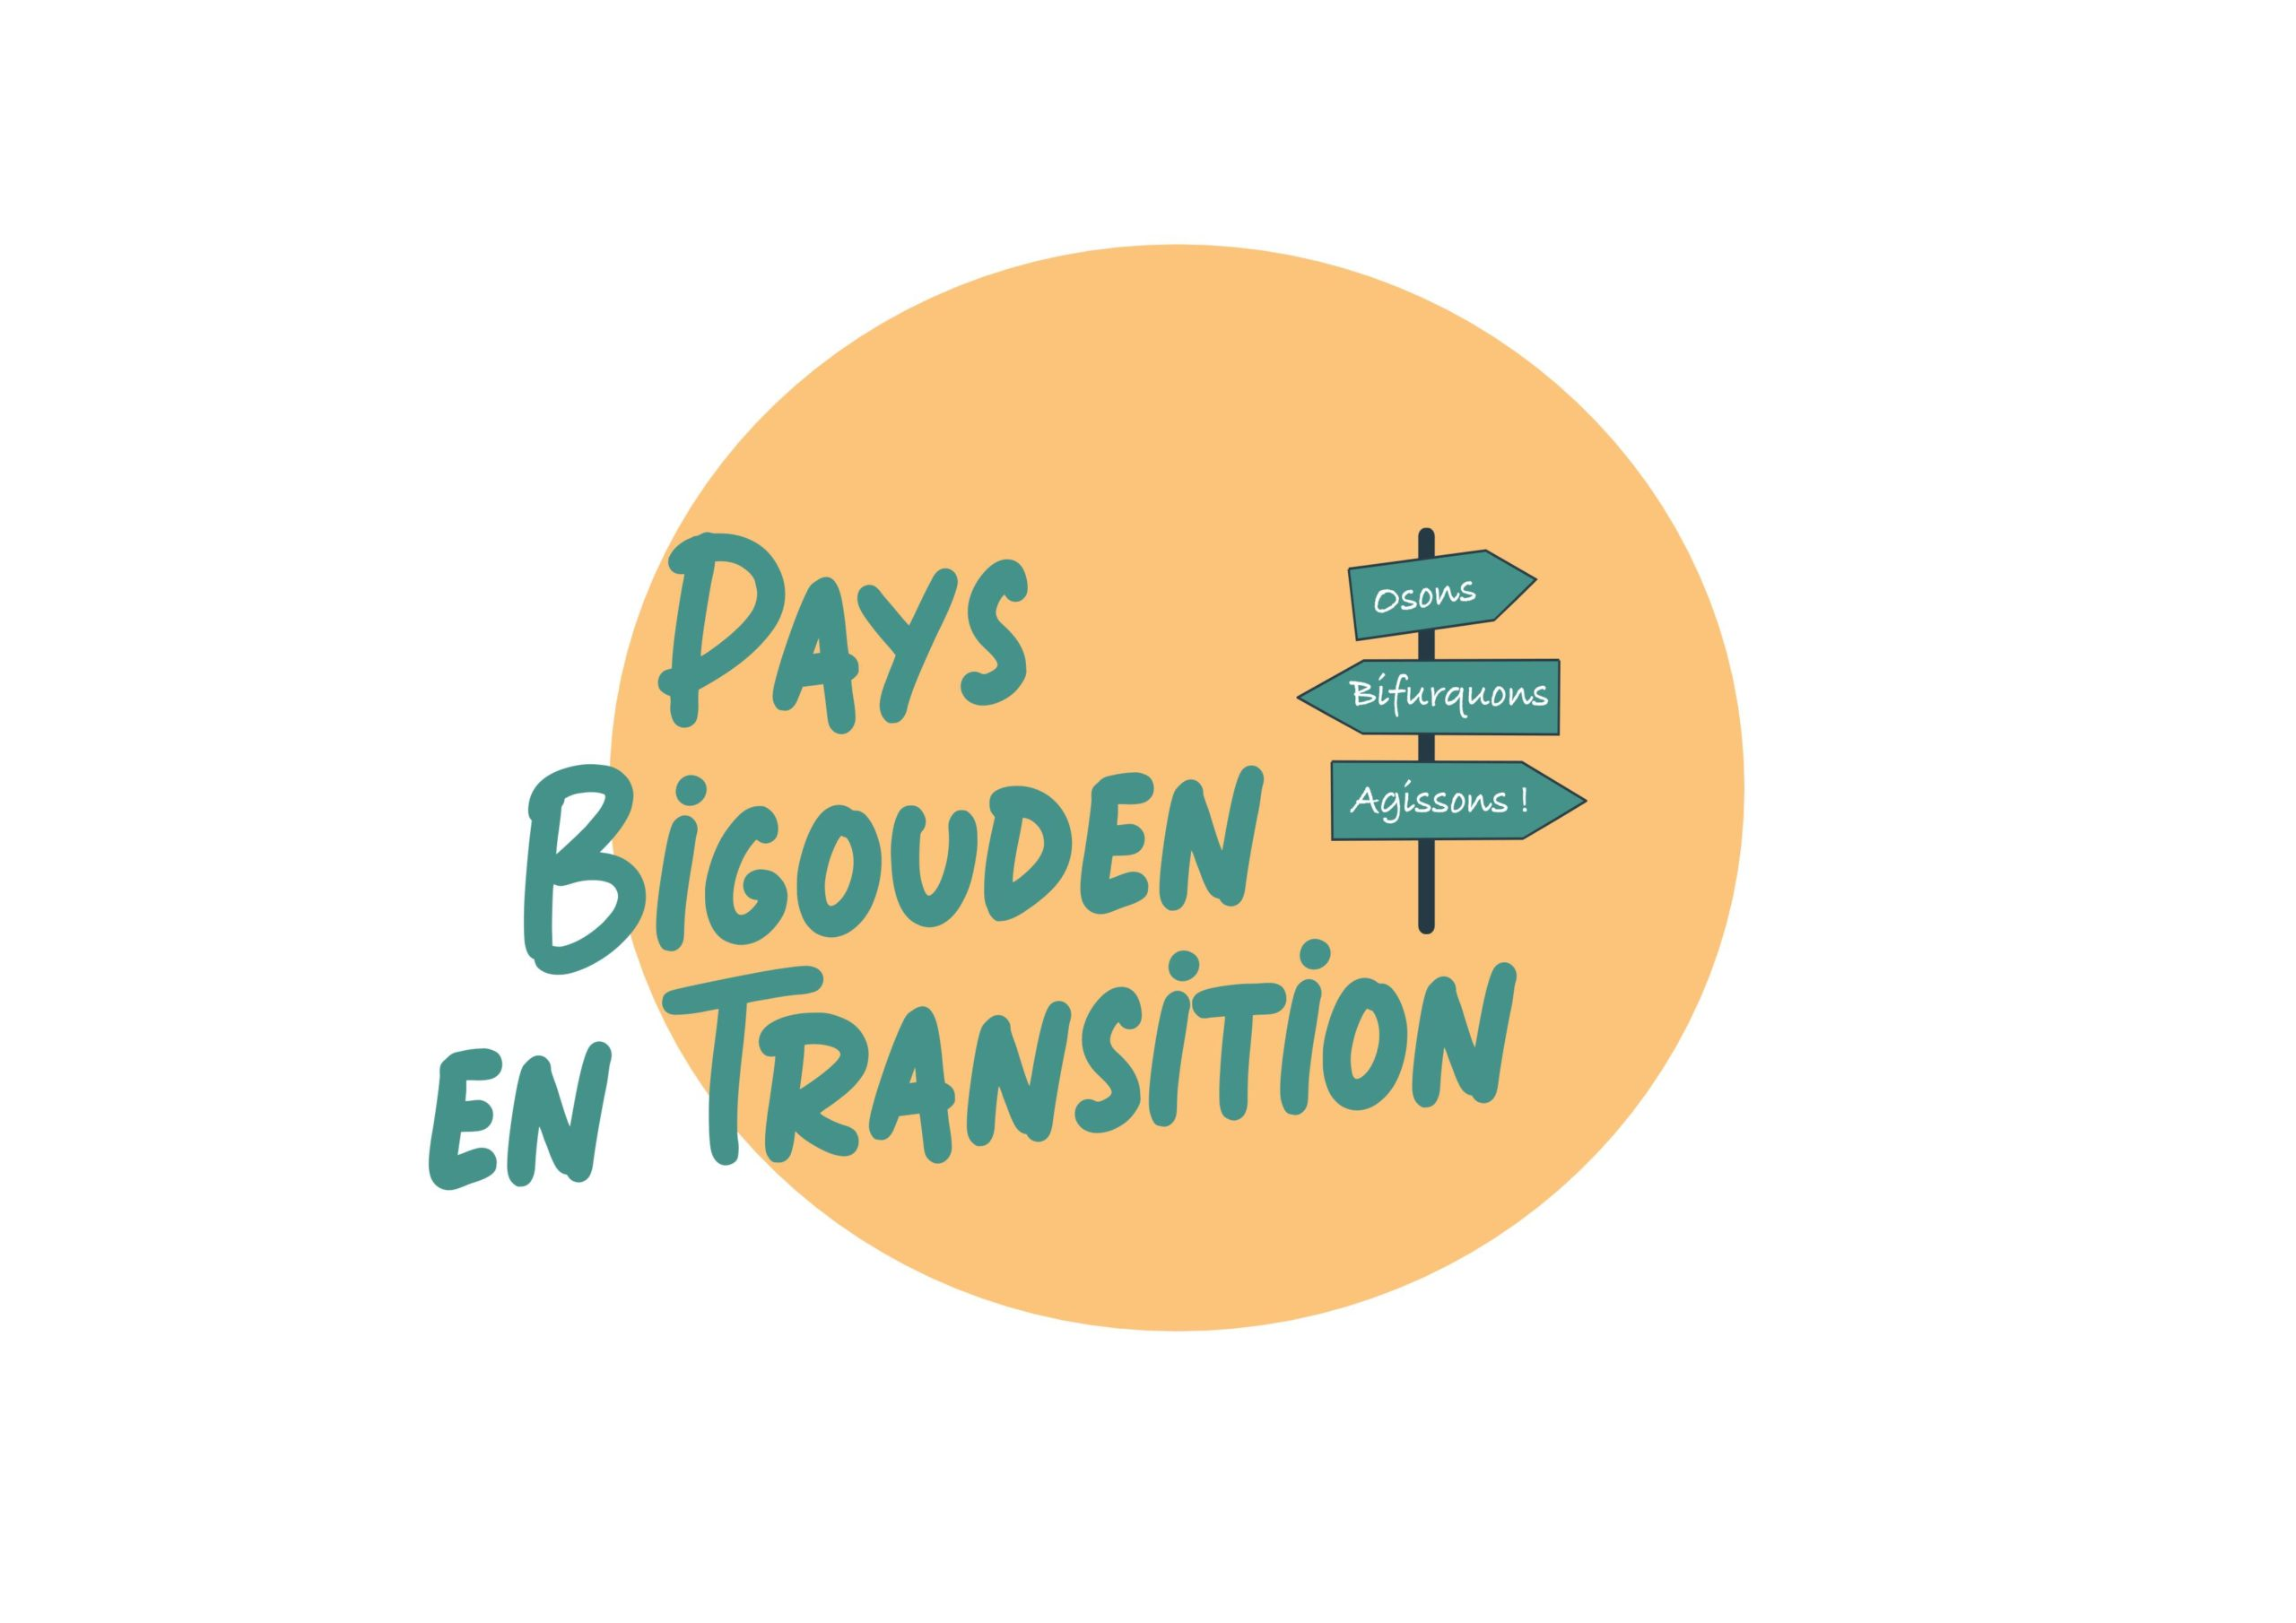 PAYS
BiGOUDEN
EN TRANSiTiON
Osons
Bifurquons
Agissons !